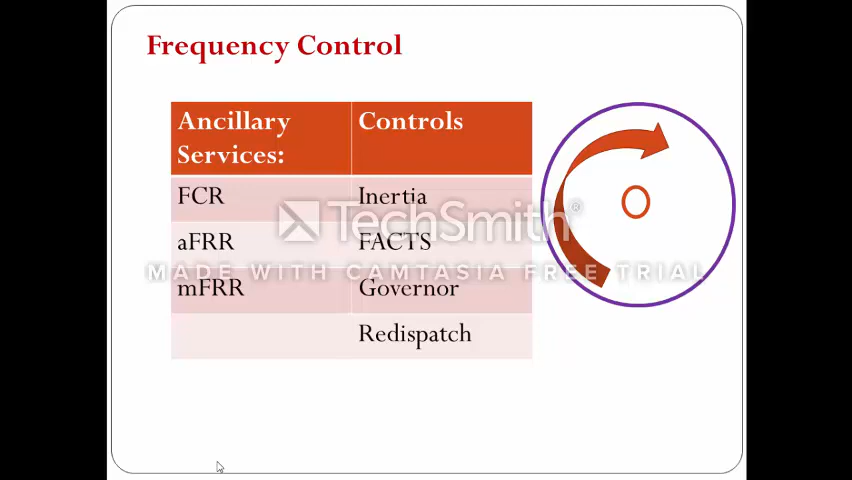 Frequency Control
Ancillary Services:
Controls
FCR
Inertia
aFRR
FACTS
mFRR
Governor
Redispatch
TechSmith®
MADE WITH CAMTASIA FREE TRIAL